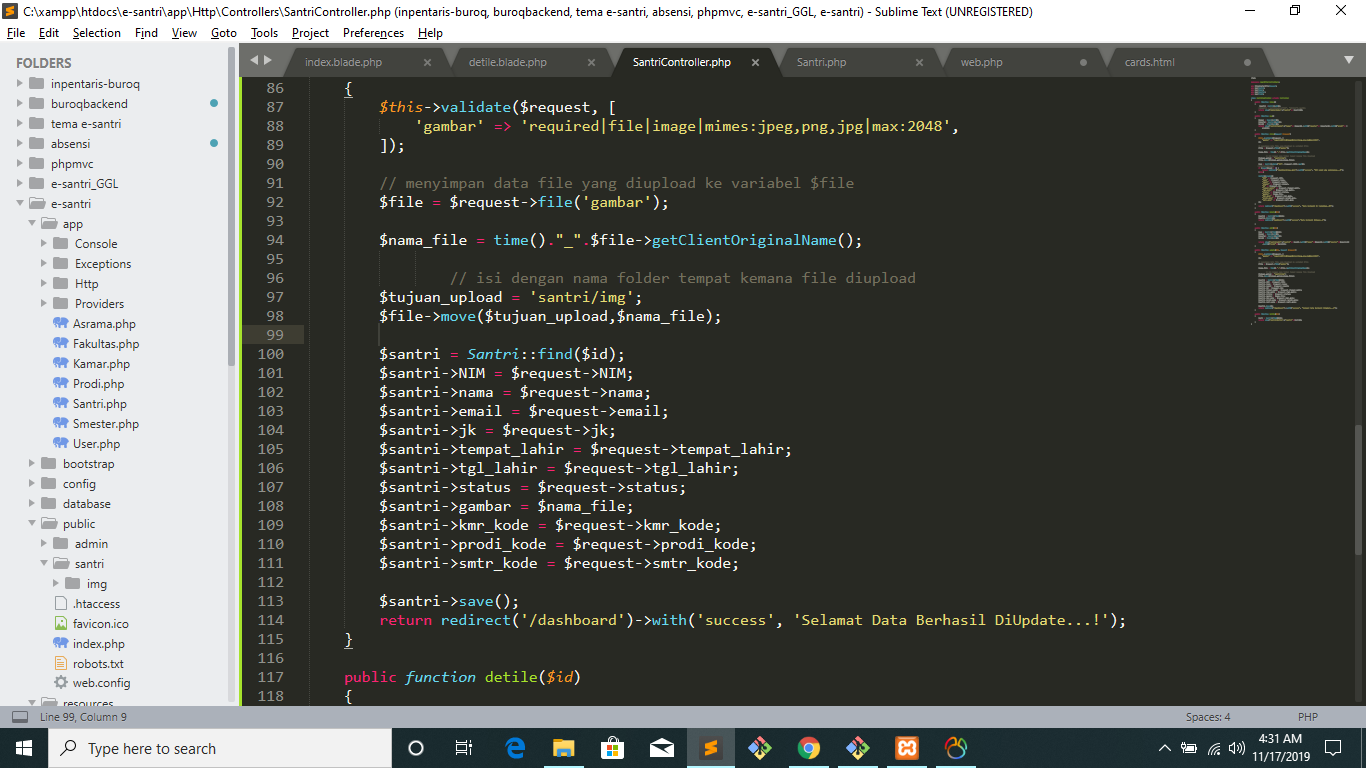 C:\xampp\htdocs\e-santri\app\Http\Controllers\SantriController.php (inpentaris-buroq, buroqbackend, tema e-santri, absensi, phpmvc, e-santri_GGL, e-santri) - Sublime Text (UNREGISTERED)
File Edit Selection Find View Goto Tools Project Preferences Help
FOLDERS
inpentaris-buroq
buroqbackend
tema e-santri
absensi
phpmvc
e-santri_GGL
e-santri
app
Console
Exceptions
Http
Providers
Asrama.php
Fakultas.php
Kamar.php
Prodi.php
Santri.php
Smester.php
User.php
bootstrap
config
database
public
admin
santri
img
.htaccess
favicon.ico
index.php
robots.txt
web.config
resources
index.blade.php detile.blade.php SantriController.php Santri.php web.php cards.html
86 {
87 $this->validate($request, [
88 'gambar' => 'required|file|image|mimes:jpeg,png,jpg|max:2048',
89 ]);
90
91 // menyimpan data file yang diupload ke variabel $file
92 $file = $request->file('gambar');
93
94 $nama_file = time()."_".$file->getClientOriginalName();
95
96 // isi dengan nama folder tempat kemana file diupload
97 $tujuan_upload = 'santri/img';
98 $file->move($tujuan_upload,$nama_file);
99
100 $santri = Santri::find($id);
101 $santri->NIM = $request->NIM;
102 $santri->nama = $request->nama;
103 $santri->email = $request->email;
104 $santri->jk = $request->jk;
105 $santri->tempat_lahir = $request->tempat_lahir;
106 $santri->tgl_lahir = $request->tgl_lahir;
107 $santri->status = $request->status;
108 $santri->gambar = $nama_file;
109 $santri->kmr_kode = $request->kmr_kode;
110 $santri->prodi_kode = $request->prodi_kode;
111 $santri->smtr_kode = $request->smtr_kode;
112
113 $santri->save();
114 return redirect('/dashboard')->with('success', 'Selamat Data Berhasil DiUpdate...!');
115 }
116
117 public function detile($id)
118 {
Line 99, Column 9 Spaces: 4 PHP
Type here to search
4:31 AM
11/17/2019